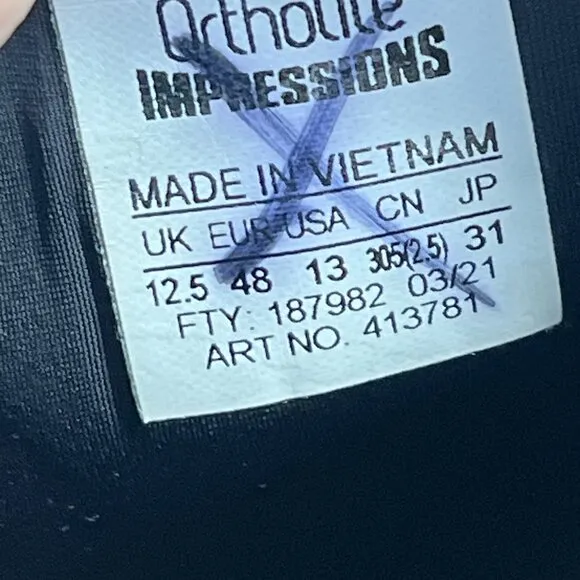 Ortholite
IMPRESSIONS
MADE IN VIETNAM
UK EUR USA CN JP
12.5 48 13 305(2.5) 31
FTY: 187982 03/21
ART NO. 413781